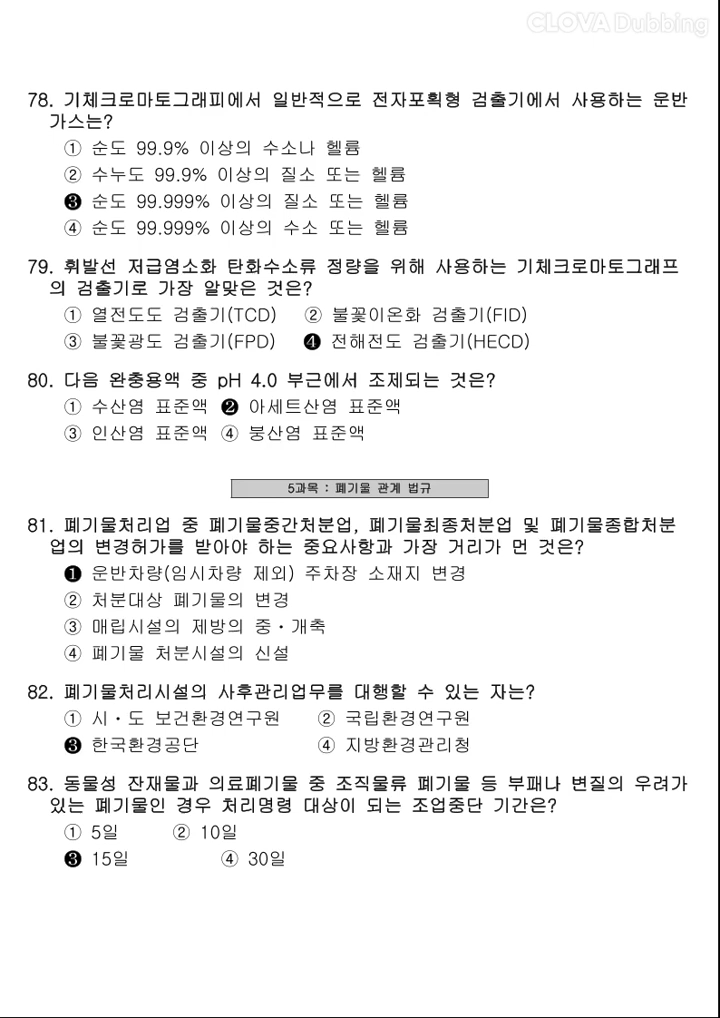 CLOVA Dubbing
78. 기체크로마토그래피에서 일반적으로 전자포획형 검출기에서 사용하는 운반
가스는?
① 순도 99.9% 이상의 수소나 헬륨
② 수누도 99.9% 이상의 질소 또는 헬륨
❸ 순도 99.999% 이상의 질소 또는 헬륨
④ 순도 99.999% 이상의 수소 또는 헬륨
79. 휘발선 저급염소화 탄화수소류 정량을 위해 사용하는 기체크로마토그래프
의 검출기로 가장 알맞은 것은?
① 열전도도 검출기(TCD) ② 불꽃이온화 검출기(FID)
③ 불꽃광도 검출기(FPD) ❹ 전해전도 검출기(HECD)
80. 다음 완충용액 중 pH 4.0 부근에서 조제되는 것은?
① 수산염 표준액 ❷ 아세트산염 표준액
③ 인산염 표준액 ④ 붕산염 표준액
5과목 : 폐기물 관계 법규
81. 폐기물처리업 중 폐기물중간처분업, 폐기물최종처분업 및 폐기물종합처분
업의 변경허가를 받아야 하는 중요사항과 가장 거리가 먼 것은?
❶ 운반차량(임시차량 제외) 주차장 소재지 변경
② 처분대상 폐기물의 변경
③ 매립시설의 제방의 중·개축
④ 폐기물 처분시설의 신설
82. 폐기물처리시설의 사후관리업무를 대행할 수 있는 자는?
① 시·도 보건환경연구원 ② 국립환경연구원
❸ 한국환경공단 ④ 지방환경관리청
83. 동물성 잔재물과 의료폐기물 중 조직물류 폐기물 등 부패나 변질의 우려가
있는 폐기물인 경우 처리명령 대상이 되는 조업중단 기간은?
① 5일 ② 10일
❸ 15일 ④ 30일